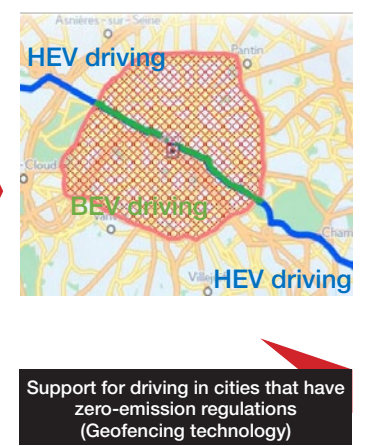 Asnières-sur-Seine
HEV driving
Pantin
Cloud
BEV driving
Villej
Cham
HEV driving
Support for driving in cities that have
zero-emission regulations
(Geofencing technology)